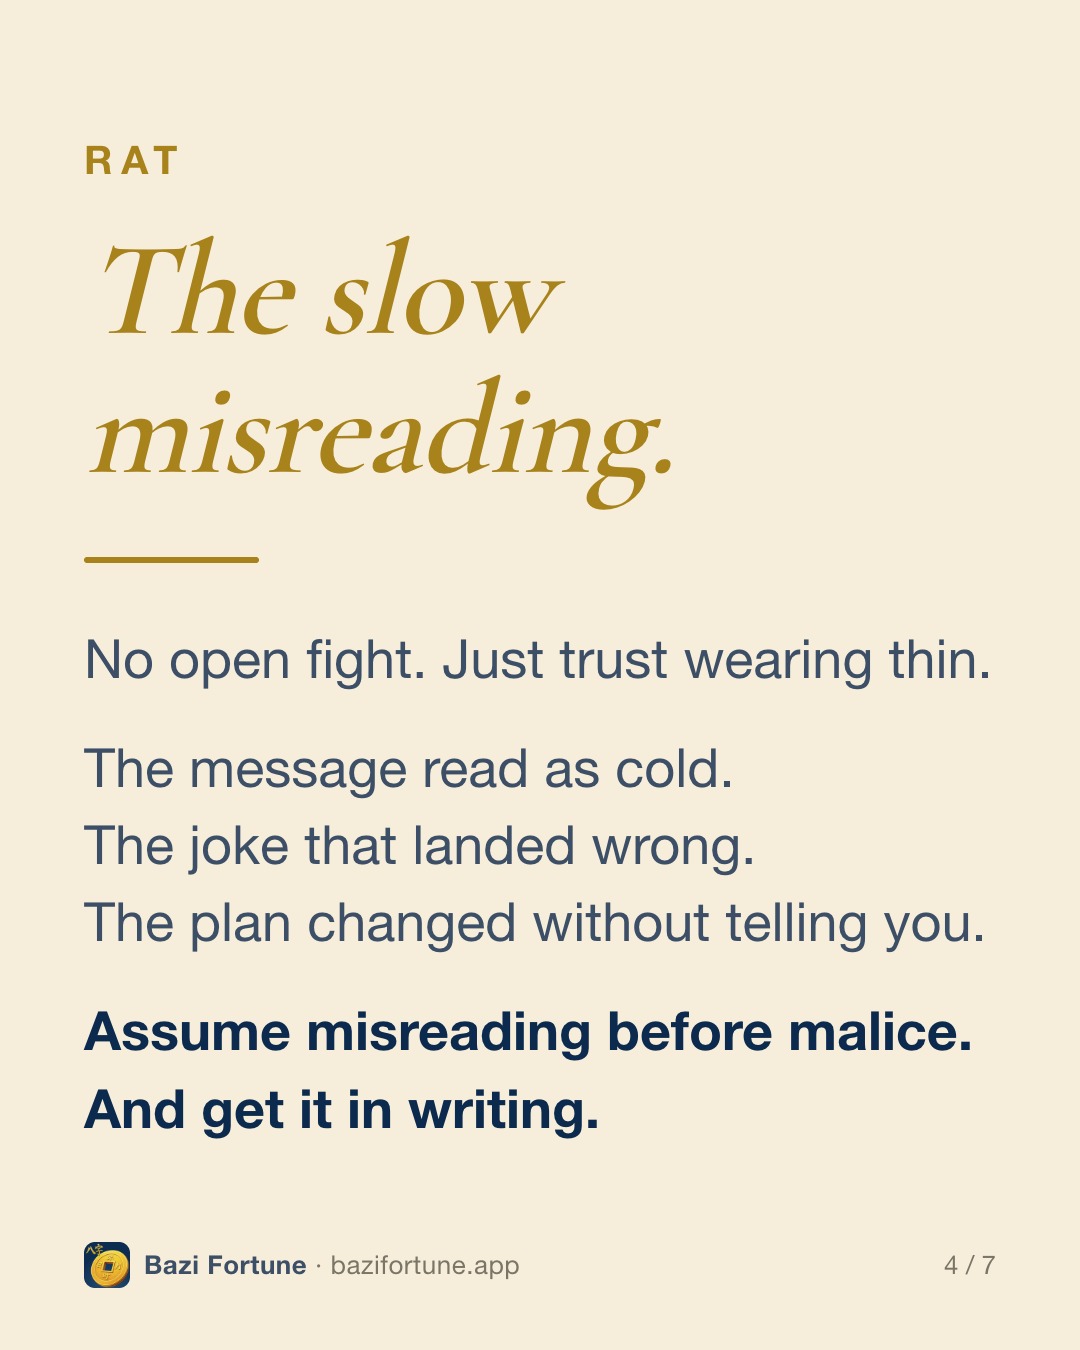 RAT
The slow
misreading.
No open fight. Just trust wearing thin.
The message read as cold.
The joke that landed wrong.
The plan changed without telling you.
Assume misreading before malice.
And get it in writing.
八字
Bazi Fortune · bazifortune.app
4 / 7